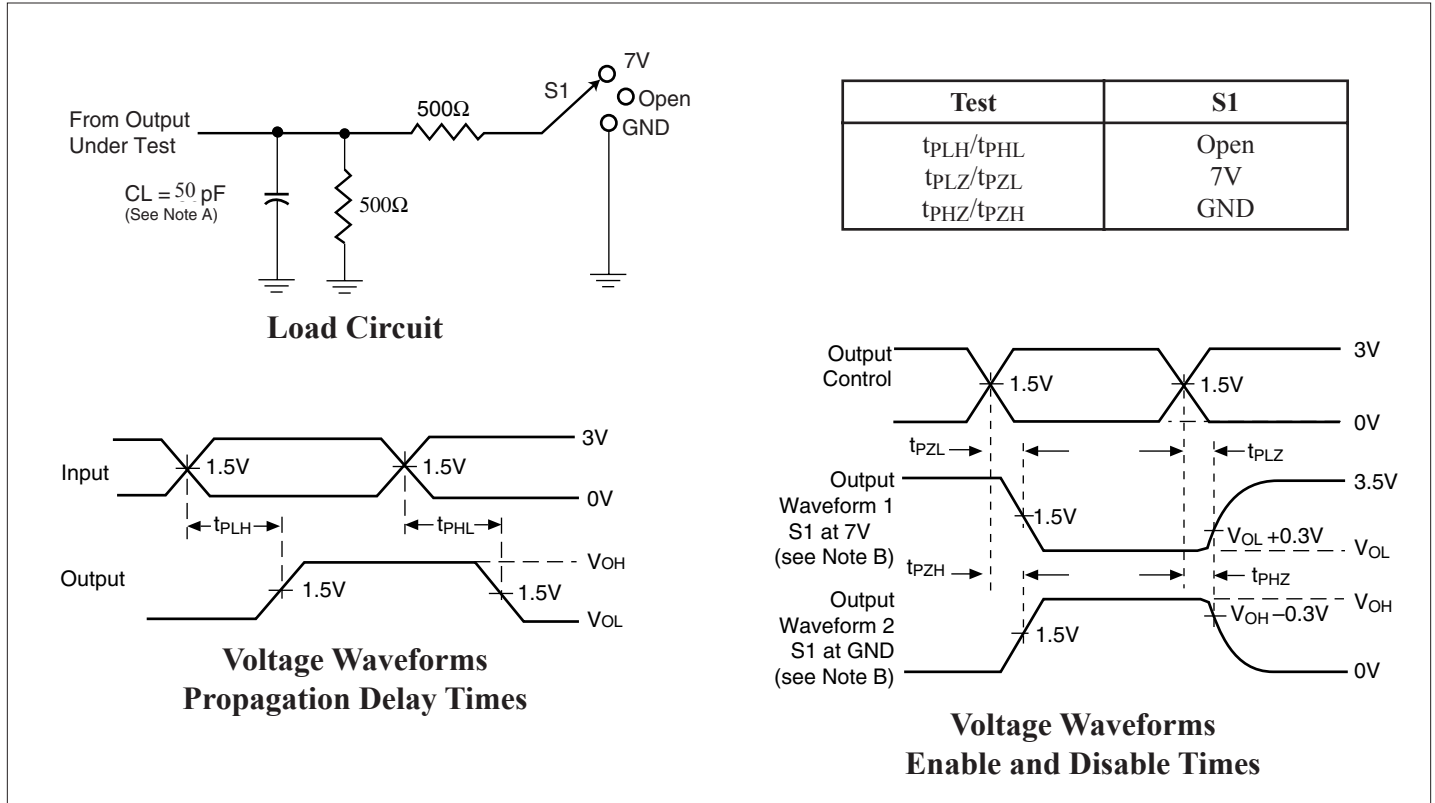 7V
S1
Open
500Ω
GND
From Output
Under Test
CL = 50 pF
(See Note A)
500Ω
Load Circuit
Test S1
tPLH/tPHL Open
tPLZ/tPZL 7V
tPHZ/tPZH GND
Input
1.5V
1.5V
3V
0V
tPLH
tPHL
Output
1.5V
1.5V
VOH
VOL
Voltage Waveforms
Propagation Delay Times
Output
Control
1.5V
1.5V
3V
0V
tPZL
tPLZ
Output
Waveform 1
S1 at 7V
(see Note B)
1.5V
3.5V
VOL +0.3V
VOL
tPZH
tPHZ
Output
Waveform 2
S1 at GND
(see Note B)
1.5V
VOH
VOH –0.3V
0V
Voltage Waveforms
Enable and Disable Times